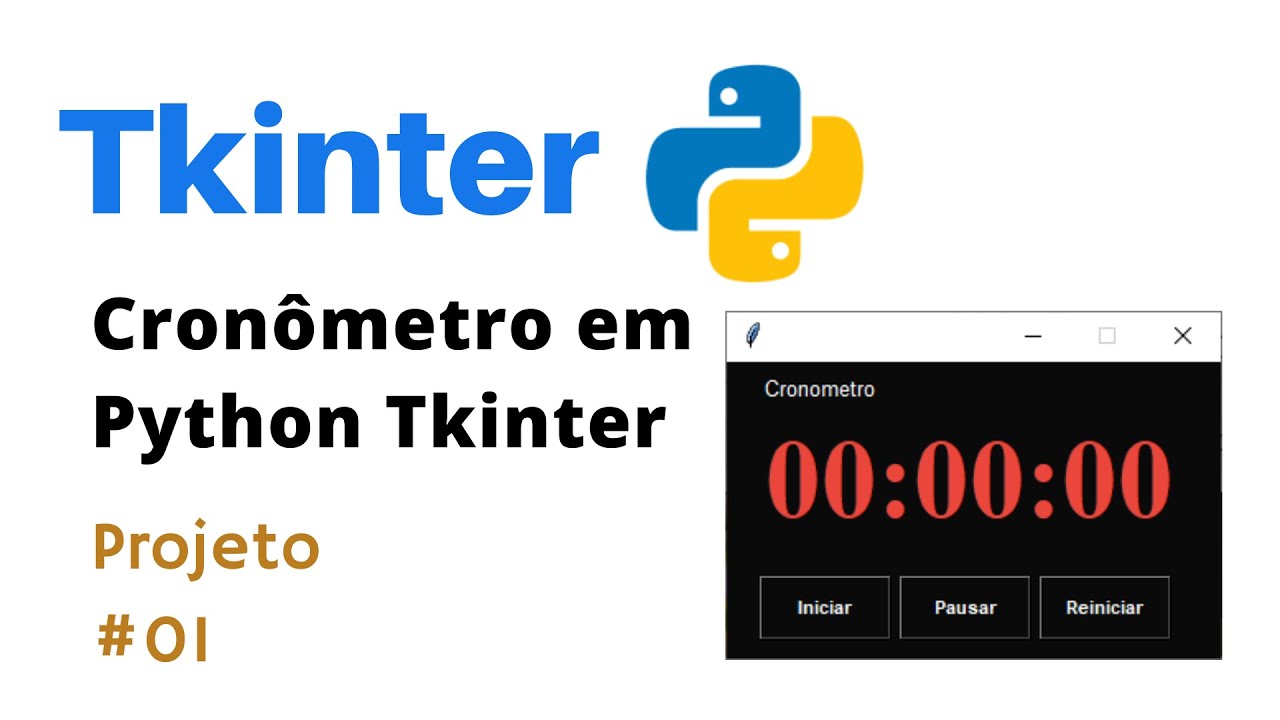 Tkinter
Cronômetro em
Python Tkinter
Projeto
#01
Cronometro
00:00:00
Iniciar Pausar Reiniciar